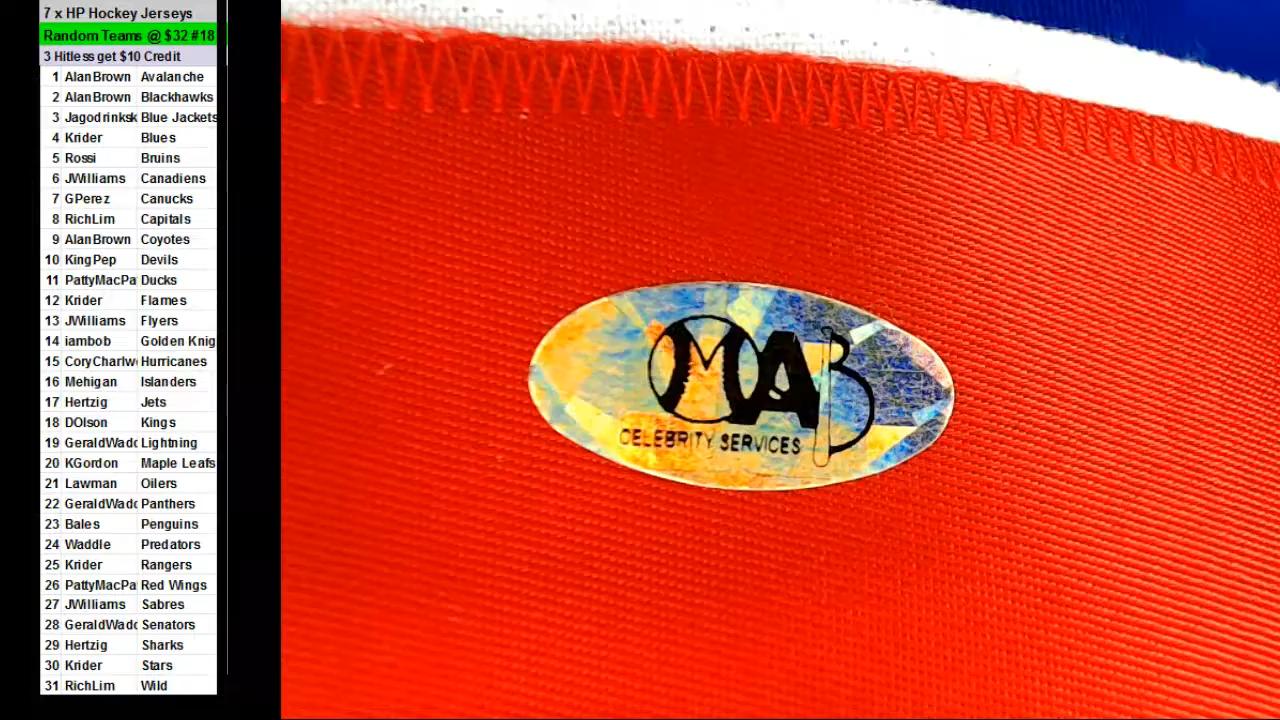 7 x HP Hockey Jerseys
Random Teams @ $32 #18
3 Hitless get $10 Credit
1 AlanBrown Avalanche
2 AlanBrown Blackhawks
3 Jagodrinksk Blue Jackets
4 Krider Blues
5 Rossi Bruins
6 JWilliams Canadiens
7 GPerez Canucks
8 RichLim Capitals
9 AlanBrown Coyotes
10 KingPep Devils
11 PattyMacPa Ducks
12 Krider Flames
13 JWilliams Flyers
14 iambob Golden Knig
15 CoryCharlw Hurricanes
16 Mehigan Islanders
17 Hertzig Jets
18 DOlson Kings
19 GeraldWadd Lightning
20 KGordon Maple Leafs
21 Lawman Oilers
22 GeraldWadd Panthers
23 Bales Penguins
24 Waddle Predators
25 Krider Rangers
26 PattyMacPa Red Wings
27 JWilliams Sabres
28 GeraldWadd Senators
29 Hertzig Sharks
30 Krider Stars
31 RichLim Wild
MAB
CELEBRITY SERVICES